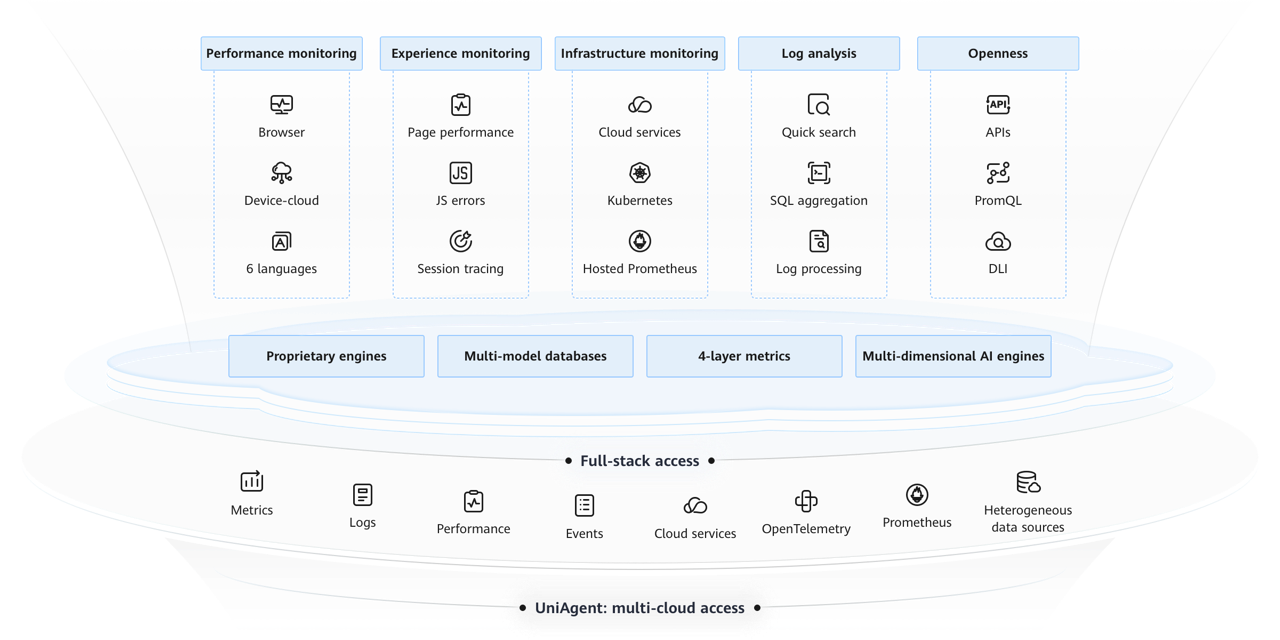 Performance monitoring
Experience monitoring
Infrastructure monitoring
Log analysis
Openness
Browser
Page performance
Cloud services
Quick search
API
APIs
JS
Device-cloud
JS errors
Kubernetes
SQL aggregation
PromQL
A
6 languages
Session tracing
Hosted Prometheus
Log processing
DLI
Proprietary engines
Multi-model databases
4-layer metrics
Multi-dimensional AI engines
Full-stack access
Metrics
Logs
Performance
Events
Cloud services
OpenTelemetry
Prometheus
Heterogeneous
data sources
UniAgent: multi-cloud access